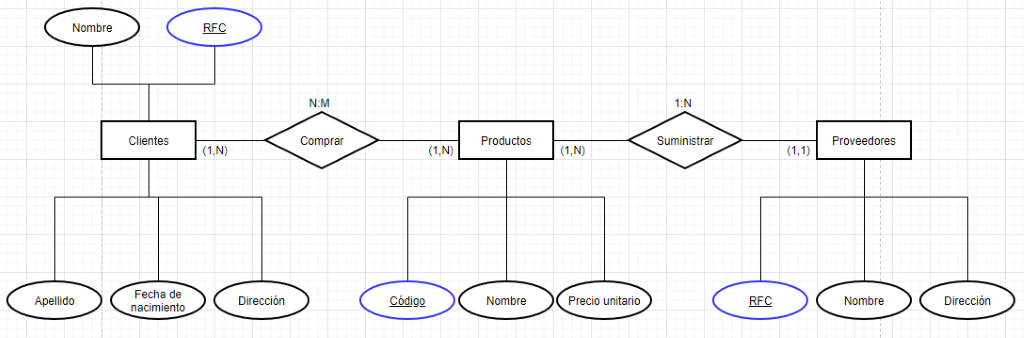 Nombre
RFC
N:M
1:N
Clientes
Comprar
Productos
Suministrar
Proveedores
(1,N)
(1,N)
(1,N)
(1,1)
Apellido
Fecha de
nacimiento
Dirección
Código
Nombre
Precio unitario
RFC
Nombre
Dirección